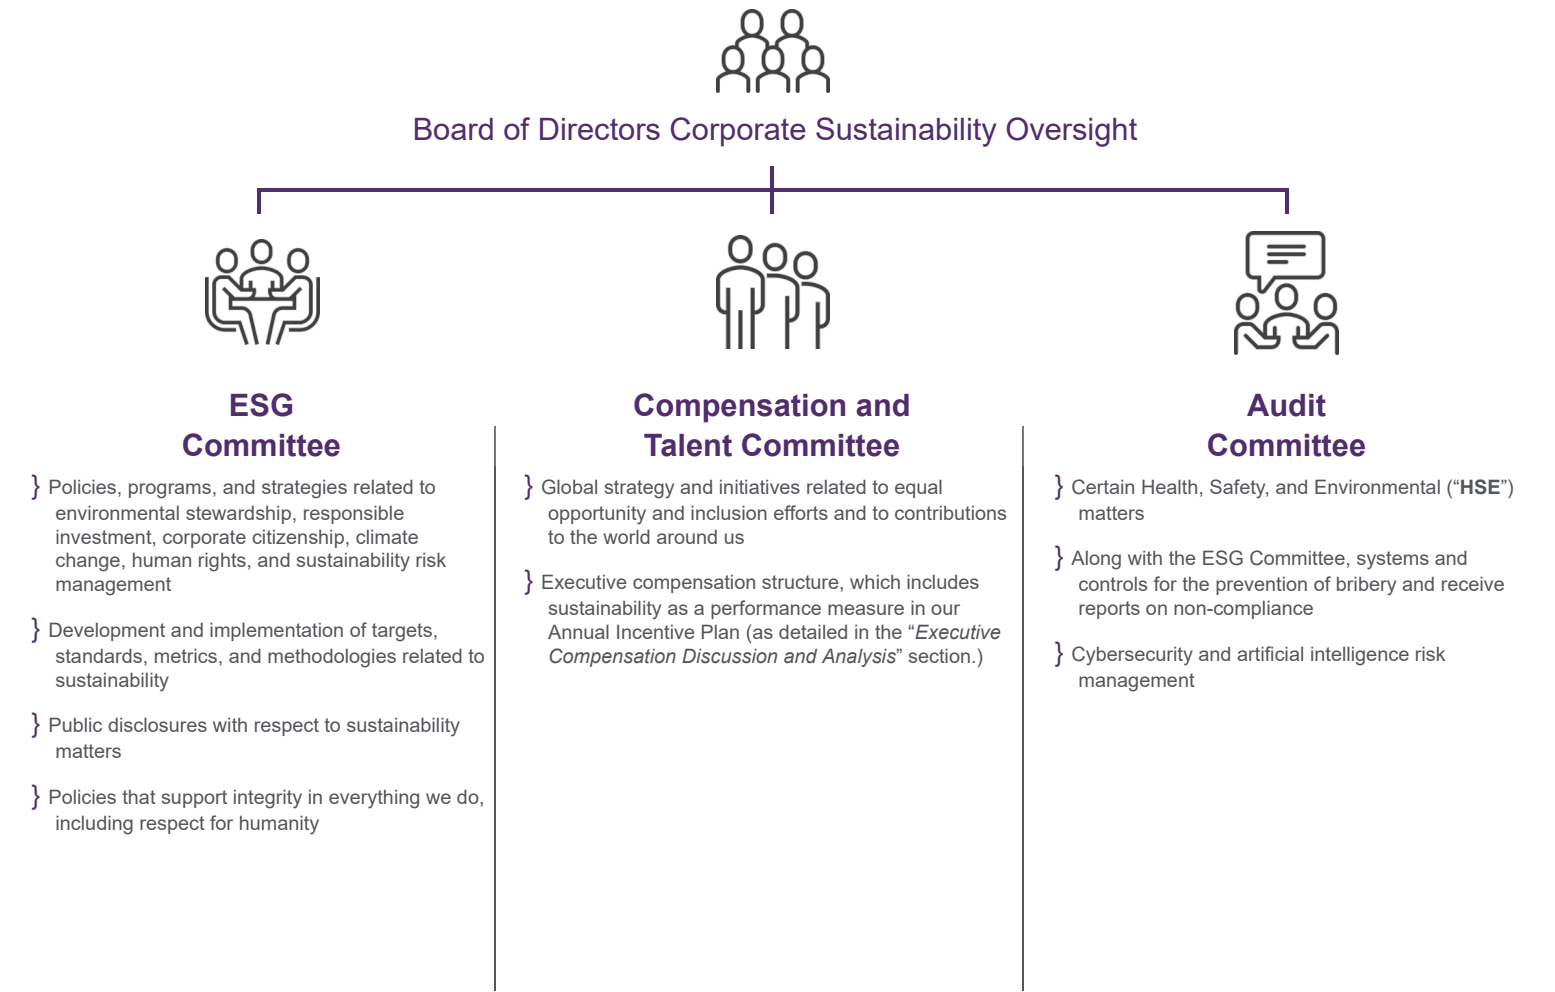 Board of Directors Corporate Sustainability Oversight
ESG
Committee
} Policies, programs, and strategies related to
environmental stewardship, responsible
investment, corporate citizenship, climate
change, human rights, and sustainability risk
management
} Development and implementation of targets,
standards, metrics, and methodologies related to
sustainability
} Public disclosures with respect to sustainability
matters
} Policies that support integrity in everything we do,
including respect for humanity
Compensation and
Talent Committee
} Global strategy and initiatives related to equal
opportunity and inclusion efforts and to contributions
to the world around us
} Executive compensation structure, which includes
sustainability as a performance measure in our
Annual Incentive Plan (as detailed in the “Executive
Compensation Discussion and Analysis” section.)
Audit
Committee
} Certain Health, Safety, and Environmental (“HSE”)
matters
} Along with the ESG Committee, systems and
controls for the prevention of bribery and receive
reports on non-compliance
} Cybersecurity and artificial intelligence risk
management